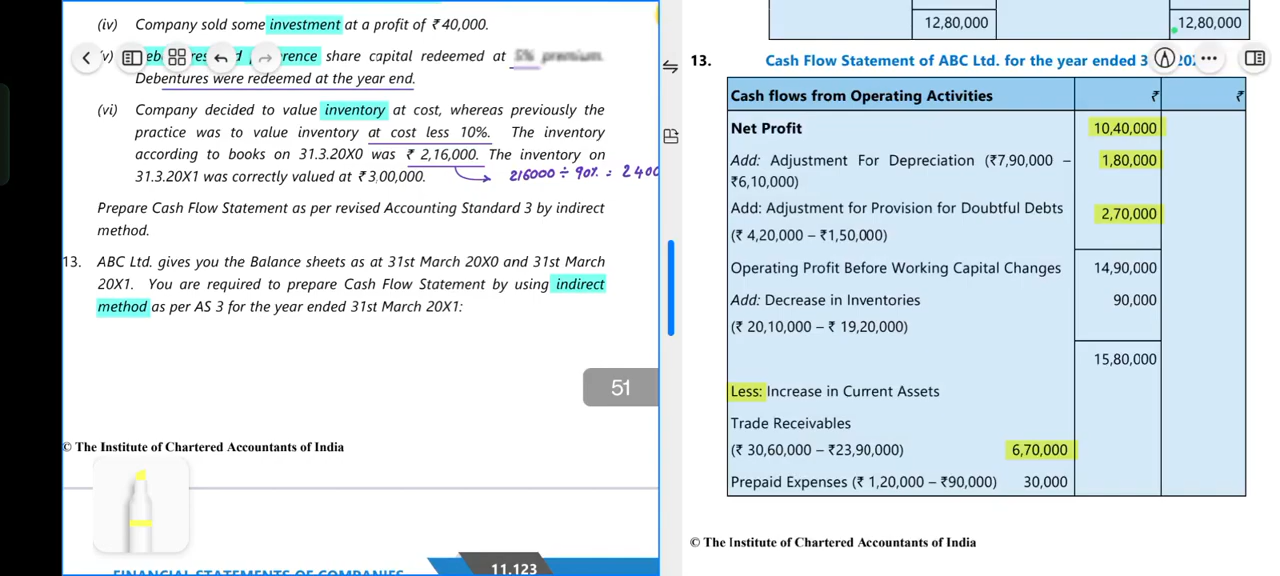 (iv) Company sold some investment at a profit of ₹ 40,000.
share capital redeemed at 5% premium.
Debentures were redeemed at the year end.
(vi) Company decided to value inventory at cost, whereas previously the
practice was to value inventory at cost less 10%. The inventory
according to books on 31.3.20X0 was ₹ 2,16,000. The inventory on
31.3.20X1 was correctly valued at ₹ 3,00,000.
216000 ÷ 90% = 2400
Prepare Cash Flow Statement as per revised Accounting Standard 3 by indirect
method.
13. ABC Ltd. gives you the Balance sheets as at 31st March 20X0 and 31st March
20X1. You are required to prepare Cash Flow Statement by using indirect
method as per AS 3 for the year ended 31st March 20X1:
51
© The Institute of Chartered Accountants of India
FINANCIAL STATEMENTS OF COMPANIES
11.123
12,80,000 12,80,000
13. Cash Flow Statement of ABC Ltd. for the year ended 3
Cash flows from Operating Activities ₹ ₹
Net Profit 10,40,000
Add: Adjustment For Depreciation (₹7,90,000 – 1,80,000
₹6,10,000)
Add: Adjustment for Provision for Doubtful Debts 2,70,000
(₹ 4,20,000 – ₹1,50,000)
Operating Profit Before Working Capital Changes 14,90,000
Add: Decrease in Inventories 90,000
(₹ 20,10,000 – ₹ 19,20,000)
15,80,000
Less: Increase in Current Assets
Trade Receivables
(₹ 30,60,000 – ₹23,90,000) 6,70,000
Prepaid Expenses (₹ 1,20,000 – ₹90,000) 30,000
© The Institute of Chartered Accountants of India